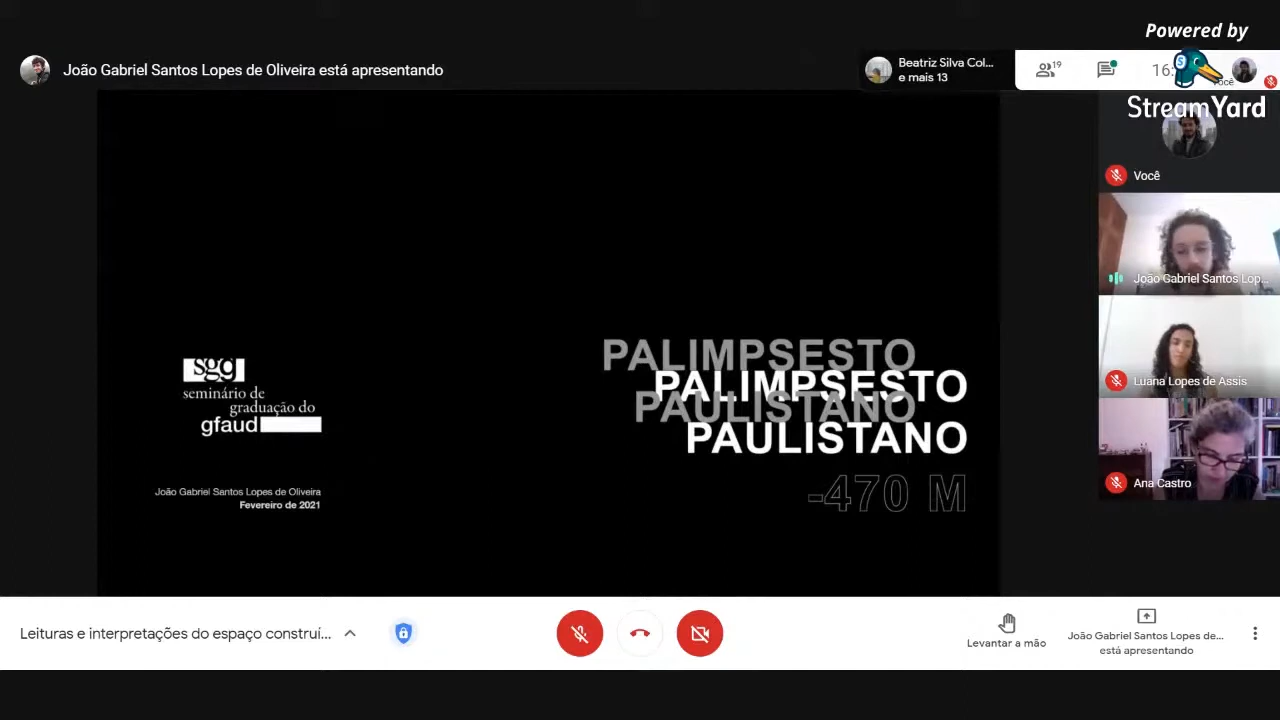 Powered by
StreamYard
João Gabriel Santos Lopes de Oliveira está apresentando
Beatriz Silva Col...
e mais 13
19
16:
Você
Você
João Gabriel Santos Lop...
Luana Lopes de Assis
Ana Castro
sgg
seminário de
graduação do
gfaud
João Gabriel Santos Lopes de Oliveira
Fevereiro de 2021
PALIMPSESTO
PALIMPSESTO
PAULISTANO
PAULISTANO
-470 M
Leituras e interpretações do espaço construí...
Levantar a mão
João Gabriel Santos Lopes de...
está apresentando